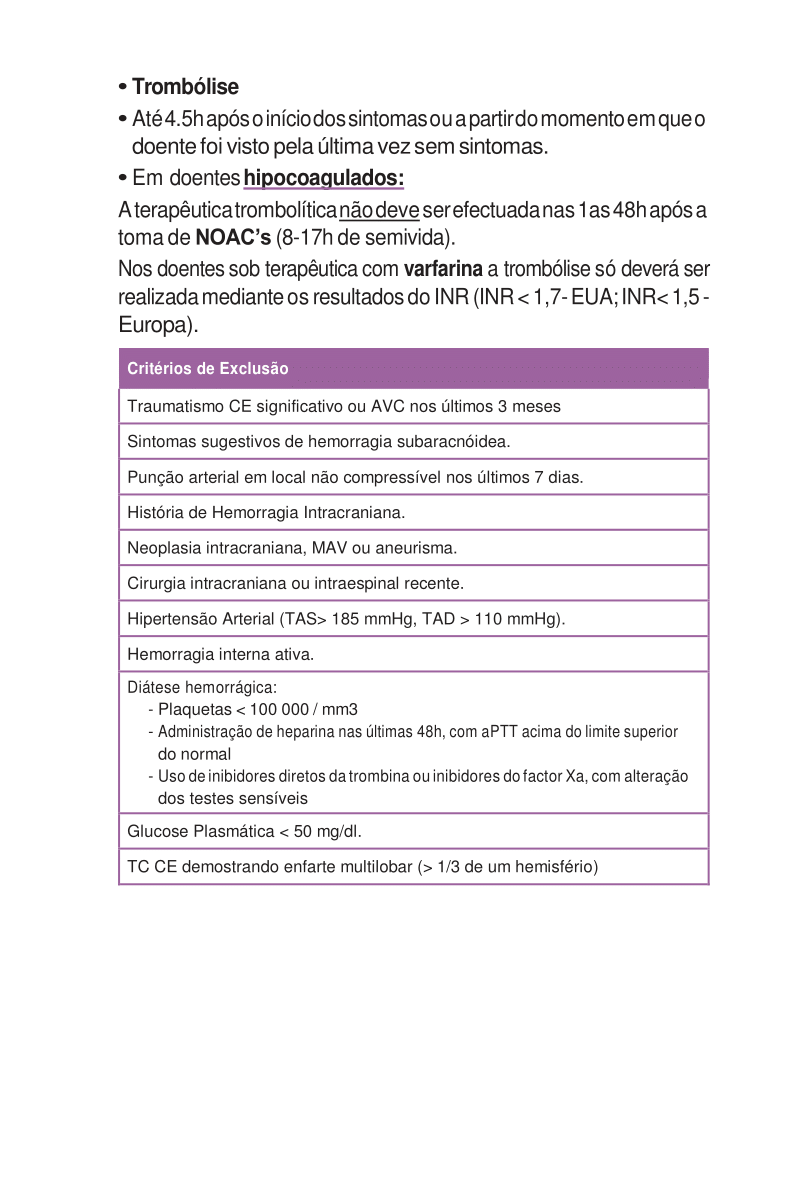 • Trombólise
• Até 4.5h após o início dos sintomas ou a partir do momento em que o
doente foi visto pela última vez sem sintomas.
• Em doentes hipocoagulados:
A terapêutica trombolítica não deve ser efectuada nas 1as 48h após a
toma de NOAC's (8-17h de semivida).
Nos doentes sob terapêutica com varfarina a trombólise só deverá ser
realizada mediante os resultados do INR (INR < 1,7- EUA; INR< 1,5 -
Europa).
Critérios de Exclusão
Traumatismo CE significativo ou AVC nos últimos 3 meses
Sintomas sugestivos de hemorragia subaracnóidea.
Punção arterial em local não compressível nos últimos 7 dias.
História de Hemorragia Intracraniana.
Neoplasia intracraniana, MAV ou aneurisma.
Cirurgia intracraniana ou intraespinal recente.
Hipertensão Arterial (TAS> 185 mmHg, TAD > 110 mmHg).
Hemorragia interna ativa.
Diátese hemorrágica:
- Plaquetas < 100 000 / mm3
- Administração de heparina nas últimas 48h, com aPTT acima do limite superior
do normal
- Uso de inibidores diretos da trombina ou inibidores do factor Xa, com alteração
dos testes sensíveis
Glucose Plasmática < 50 mg/dl.
TC CE demostrando enfarte multilobar (> 1/3 de um hemisfério)